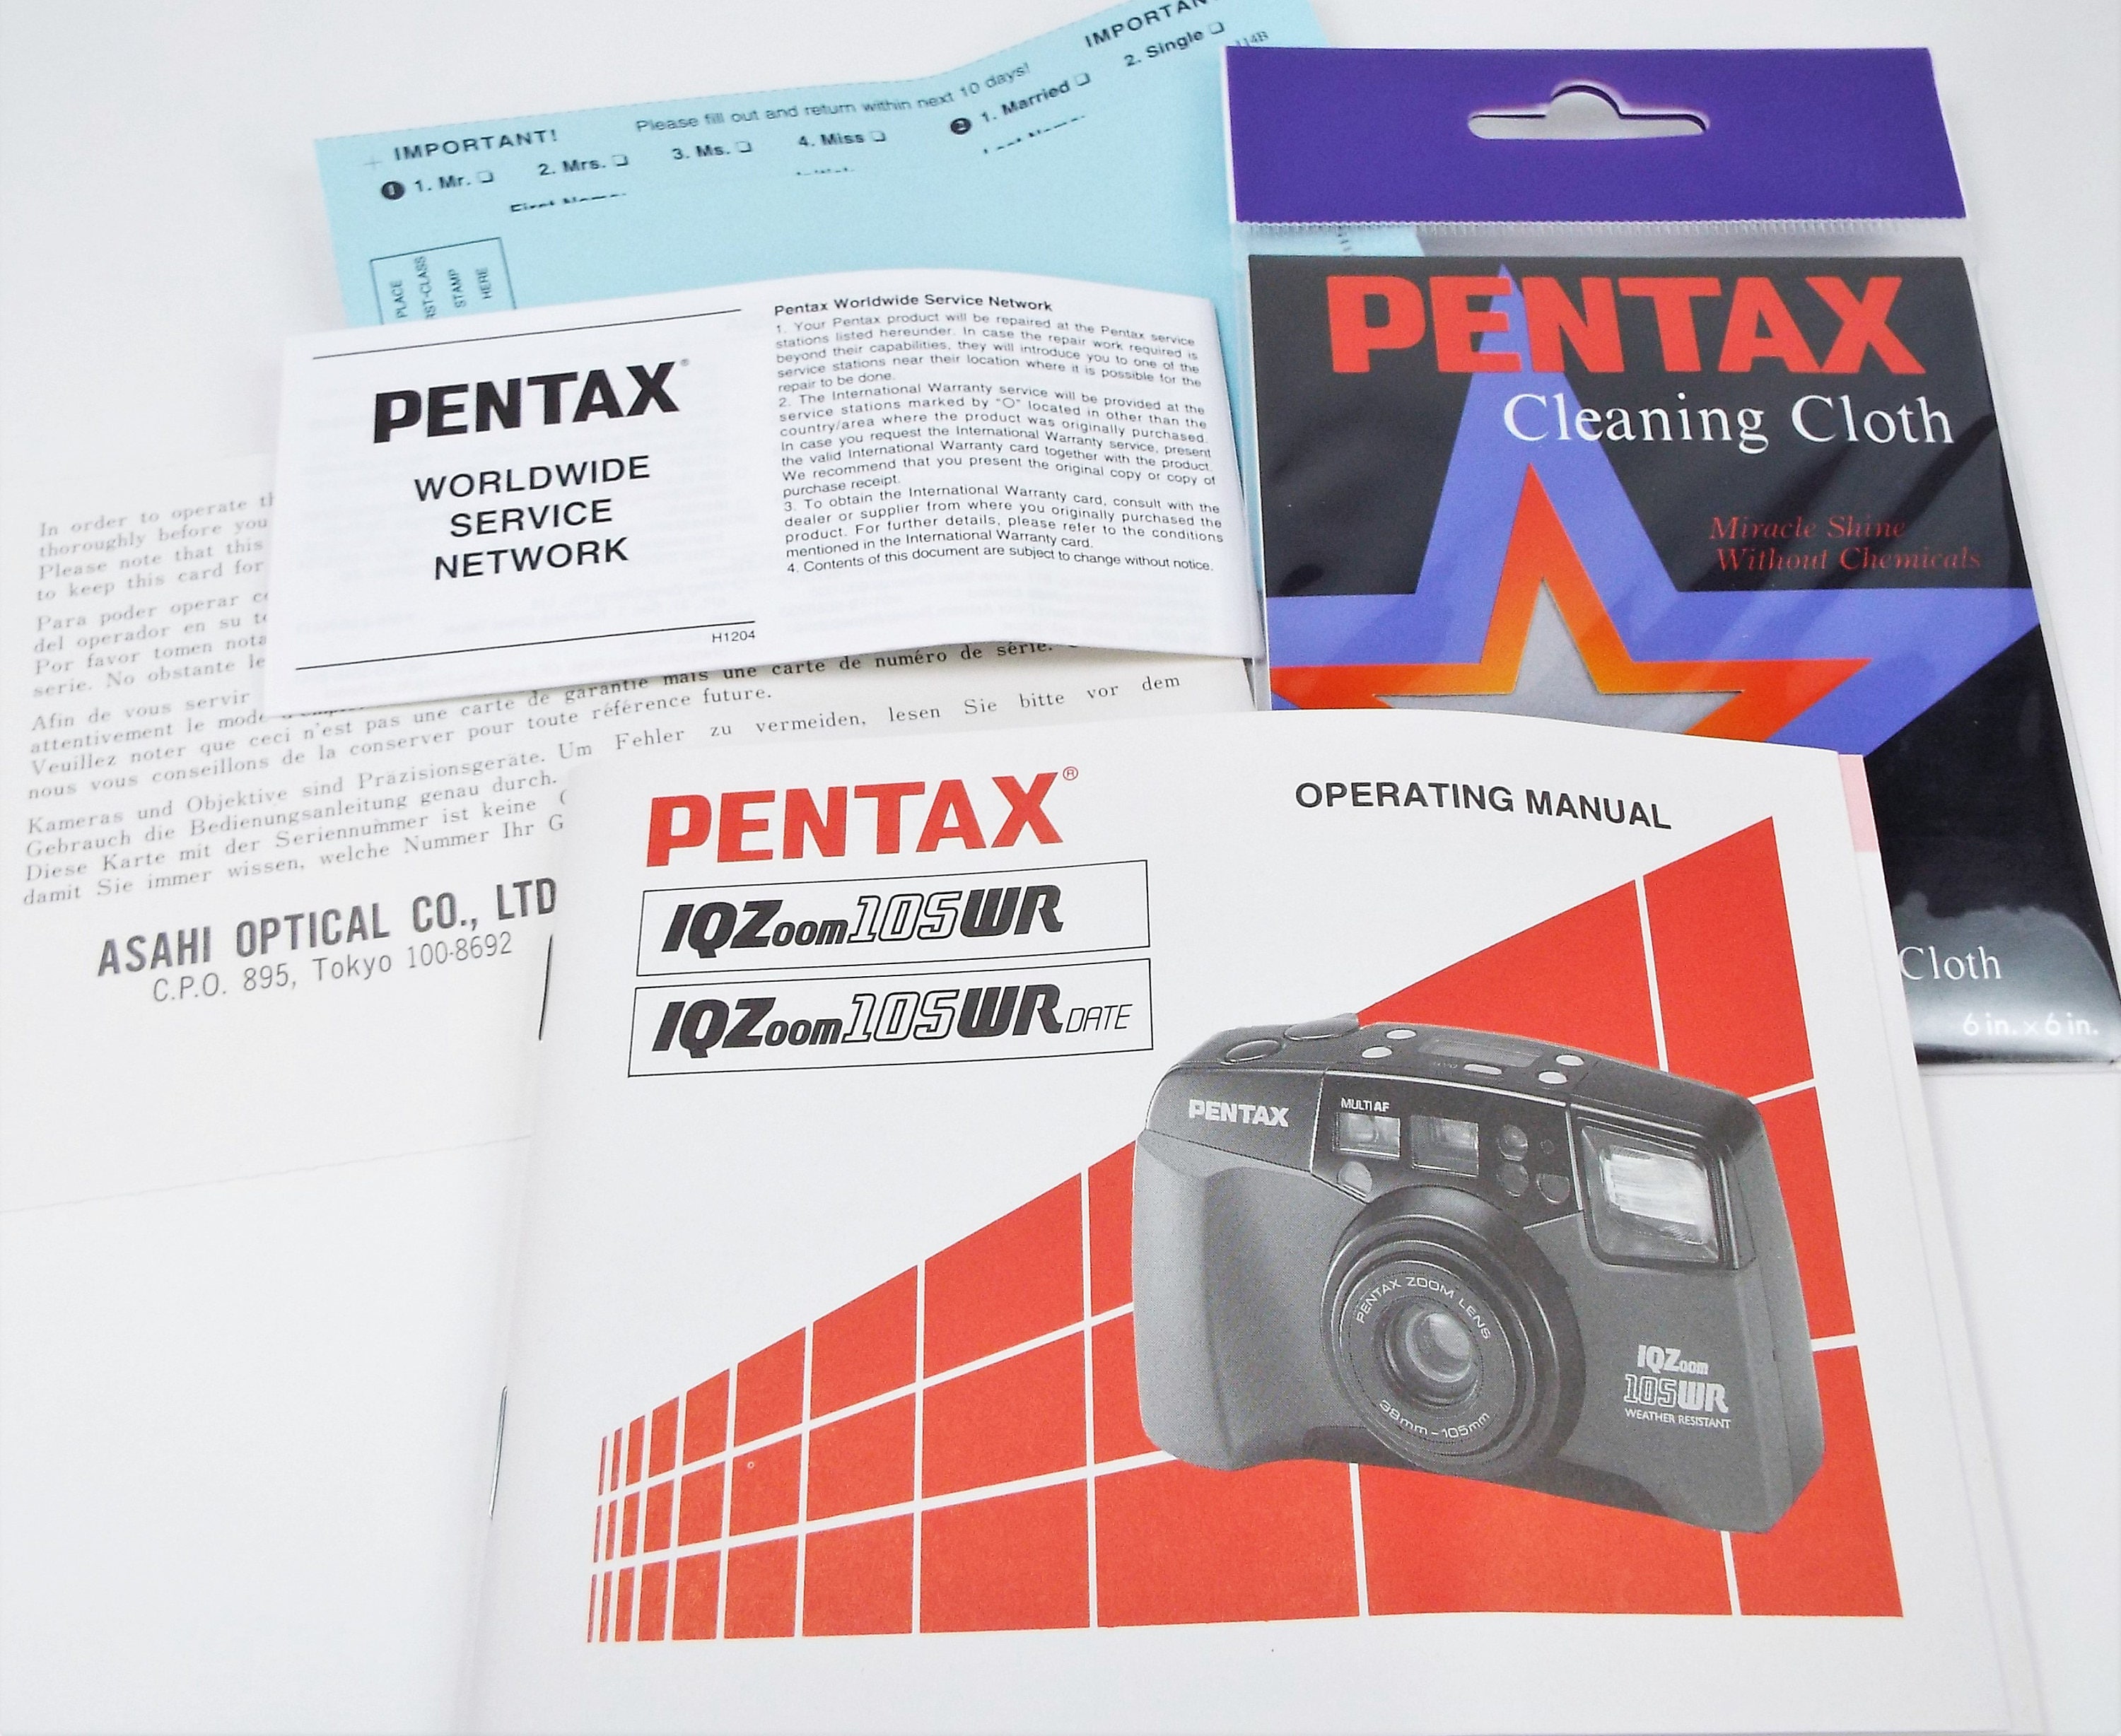 IMPORTANT!
Please fill out and return within next 10 days!
IMPORTANT
1 1. Mr. ❏ 2. Mrs. ❏ 3. Ms. ❏ 4. Miss ❏
2 1. Married ❏ 2. Single ❏
114B
PLACE
ST-CLASS
STAMP
HERE
PENTAX®
WORLDWIDE
SERVICE
NETWORK
H1204
Pentax Worldwide Service Network
1. Your Pentax product will be repaired at the Pentax service
stations listed hereunder. In case the repair work required is
beyond their capabilities, they will introduce you to one of the
service stations near their location where it is possible for the
repair to be done.
2. The International Warranty service will be provided at the
service stations marked by "O" located in other than the
country/area where the product was originally purchased.
In case you request the International Warranty service, present
the valid International Warranty card together with the product.
We recommend that you present the original copy or copy of
purchase receipt.
3. To obtain the International Warranty card, consult with the
dealer or supplier from where you originally purchased the
product. For further details, please refer to the conditions
mentioned in the International Warranty card.
4. Contents of this document are subject to change without notice.
PENTAX
Cleaning Cloth
Miracle Shine
Without Chemicals
Cloth
6 in. x 6 in.
In order to operate
thoroughly before you
Please note that this
to keep this card for
Para poder operar
del operador en su
Por favor tomen nota
serie. No obstante
Afin de vous servir
attentivement le mode d'emploi.
Veuillez noter que ceci n'est pas une carte de garantie mais une carte de numéro de série.
nous vous conseillons de la conserver pour toute référence future.
Kameras und Objektive sind Präzisionsgeräte. Um Fehler zu vermeiden, lesen Sie bitte vor dem
Gebrauch die Bedienungsanleitung genau durch.
Diese Karte mit der Seriennummer ist keine
damit Sie immer wissen, welche Nummer Ihr
ASAHI OPTICAL CO., LTD
C.P.O. 895, Tokyo 100-8692
PENTAX®
OPERATING MANUAL
IQZoom105WR
IQZoom105WR DATE
PENTAX
MULTI AF
PENTAX ZOOM LENS
38mm–105mm
IQZoom
105WR
WEATHER RESISTANT